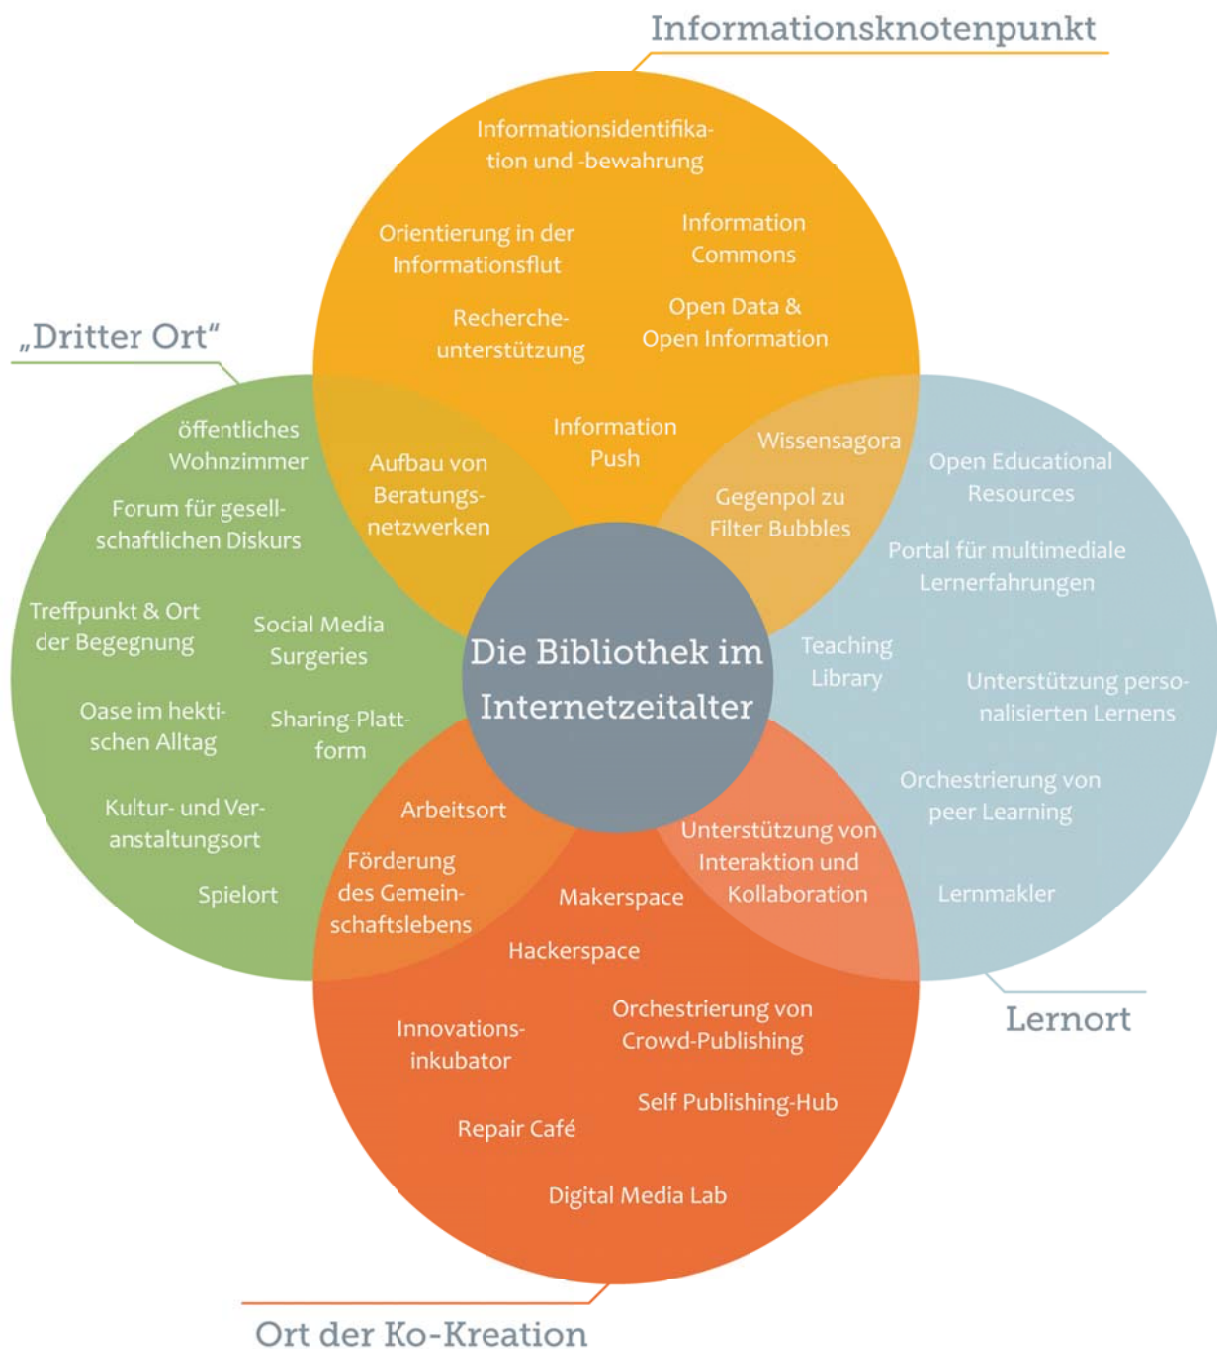 Informationsknotenpunkt
Informationsidentifika-
tion und -bewahrung
Orientierung in der
Informationsflut
Information
Commons
Recherche-
unterstützung
Open Data &
Open Information
Information
Push
„Dritter Ort“
öffentliches
Wohnzimmer
Aufbau von
Beratungs-
netzwerken
Wissensagora
Gegenpol zu
Filter Bubbles
Open Educational
Resources
Forum für gesell-
schaftlichen Diskurs
Portal für multimediale
Lernerfahrungen
Treffpunkt & Ort
der Begegnung
Social Media
Surgeries
Die Bibliothek im
Internetzeitalter
Teaching
Library
Unterstützung perso-
nalisierten Lernens
Oase im hekti-
schen Alltag
Sharing-Platt-
form
Kultur- und Ver-
anstaltungsort
Spielort
Arbeitsort
Förderung
des Gemein-
schaftslebens
Unterstützung von
Interaktion und
Kollaboration
Orchestrierung von
peer Learning
Lernmakler
Lernort
Makerspace
Hackerspace
Innovations-
inkubator
Orchestrierung von
Crowd-Publishing
Self Publishing-Hub
Repair Café
Digital Media Lab
Ort der Ko-Kreation